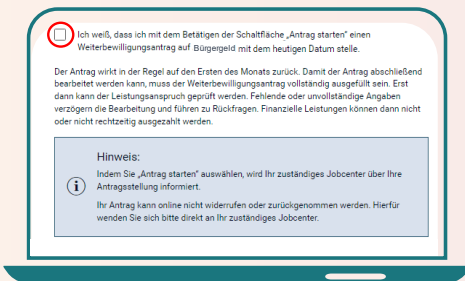 Ich weiß, dass ich mit dem Betätigen der Schaltfläche „Antrag starten“ einen
Weiterbewilligungsantrag auf Bürgergeld mit dem heutigen Datum stelle.
Der Antrag wirkt in der Regel auf den Ersten des Monats zurück. Damit der Antrag abschließend
bearbeitet werden kann, muss der Weiterbewilligungsantrag vollständig ausgefüllt sein. Erst
dann kann der Leistungsanspruch geprüft werden. Fehlende oder unvollständige Angaben
verzögern die Bearbeitung und führen zu Rückfragen. Finanzielle Leistungen können dann nicht
oder nicht rechtzeitig ausgezahlt werden.
Hinweis:
Indem Sie „Antrag starten“ auswählen, wird Ihr zuständiges Jobcenter über Ihre
Antragsstellung informiert.
Ihr Antrag kann online nicht widerrufen oder zurückgenommen werden. Hierfür
wenden Sie sich bitte direkt an Ihr zuständiges Jobcenter.